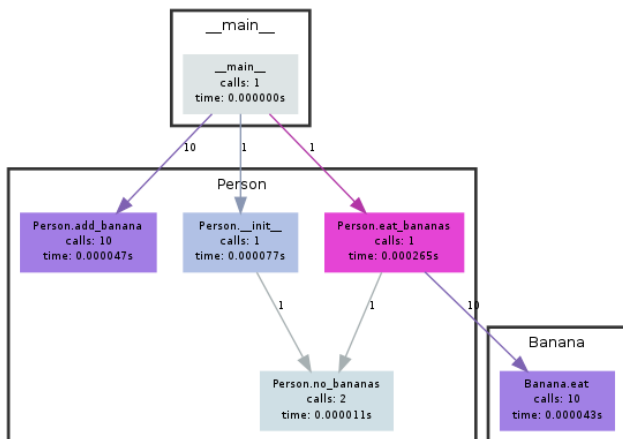 __main__
__main__
calls: 1
time: 0.000000s
10
1
1
Person
Person.add_banana
calls: 10
time: 0.000047s
Person.__init__
calls: 1
time: 0.000077s
Person.eat_bananas
calls: 1
time: 0.000265s
1
1
10
Banana
Person.no_bananas
calls: 2
time: 0.000011s
Banana.eat
calls: 10
time: 0.000043s